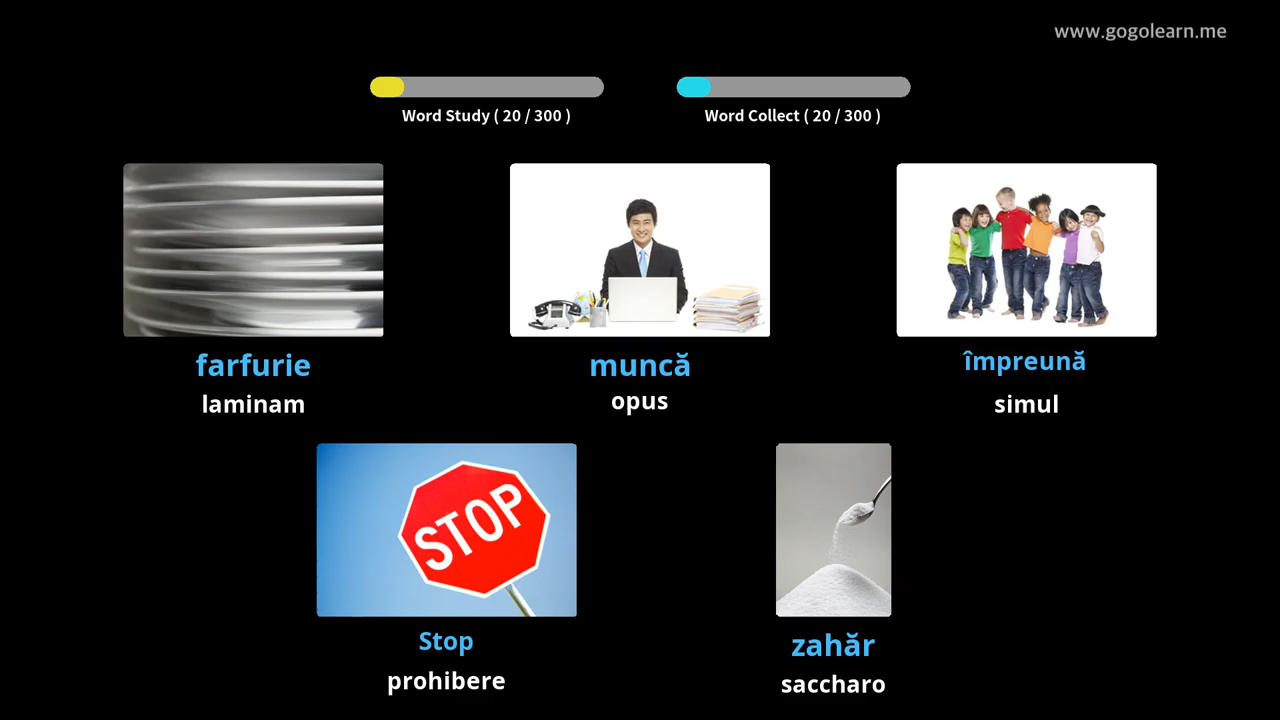 www.gogolearn.me
Word Study ( 20 / 300 )
Word Collect ( 20 / 300 )
farfurie
laminam
muncă
opus
împreună
simul
STOP
Stop
prohibere
zahăr
saccharo